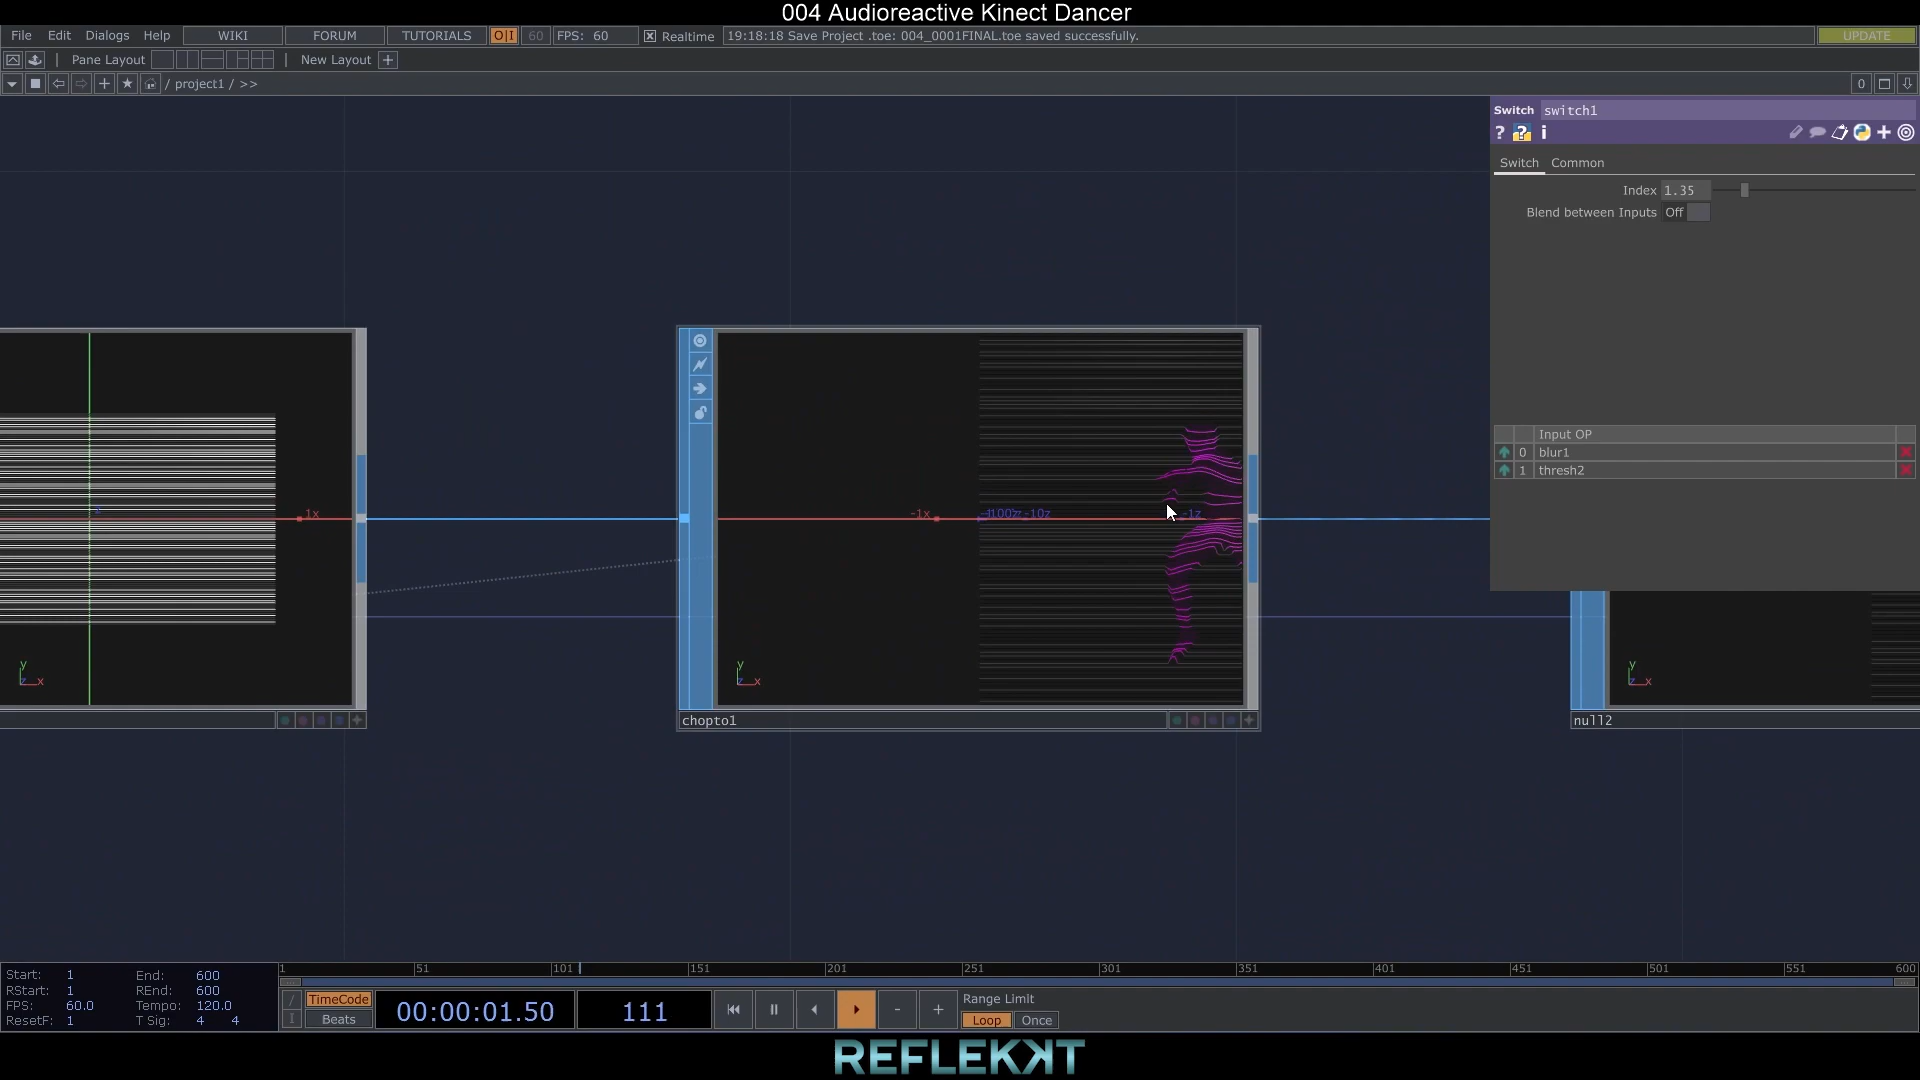 004 Audioreactive Kinect Dancer
File Edit Dialogs Help WIKI FORUM TUTORIALS O|I 60 FPS: 60 Realtime 19:18:18 Save Project .toe: 004_0001FINAL.toe saved successfully. UPDATE
Pane Layout New Layout
/ project1 / >> 0
Switch switch1
Switch Common
Index 1.35
Blend between Inputs Off
Input OP
0 blur1
1 thresh2
1x
-1x -10z -1z
y
z x
y
z x
y
z x
chopto1
null2
1 51 101 151 201 251 301 351 401 451 501 551 600
Start: 1 End: 600
RStart: 1 REnd: 600
FPS: 60.0 Tempo: 120.0
ResetF: 1 T Sig: 4 4
TimeCode
Beats
00:00:01.50 111
Range Limit
Loop Once
REFLEKKT